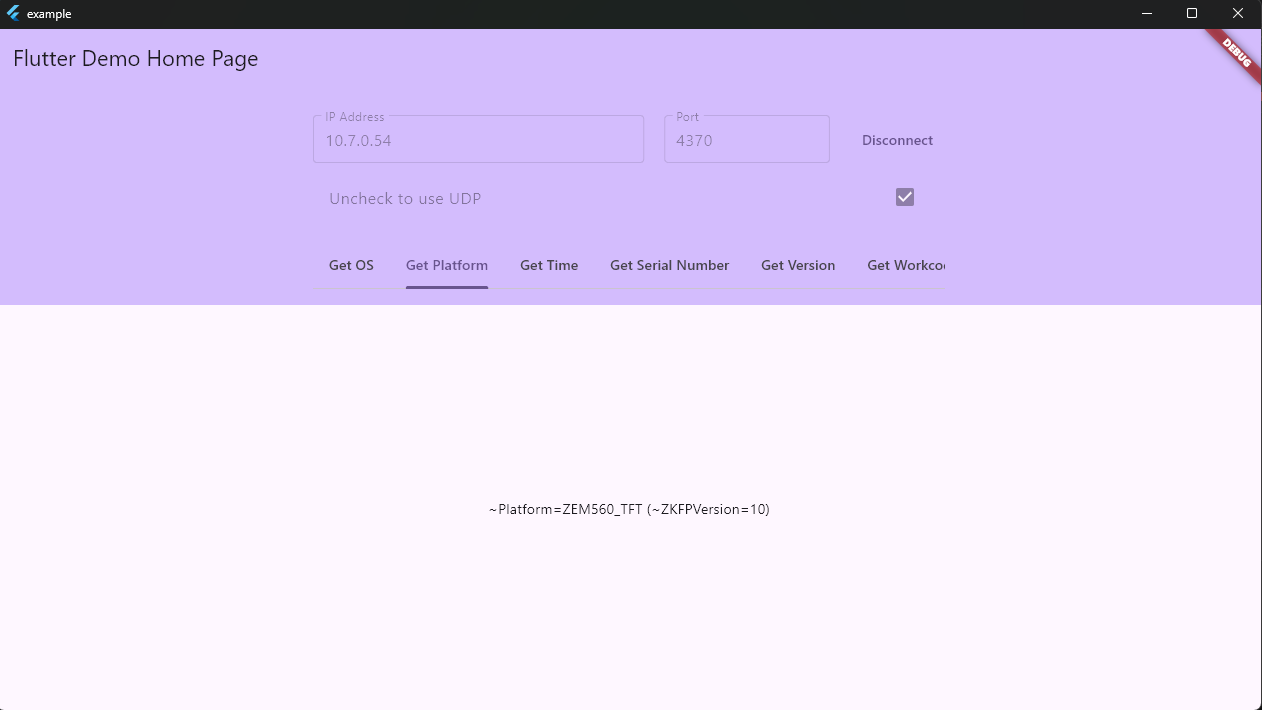 example
Flutter Demo Home Page
DEBUG
IP Address
10.7.0.54
Port
4370
Disconnect
Uncheck to use UDP
Get OS Get Platform Get Time Get Serial Number Get Version Get Workco
~Platform=ZEM560_TFT (~ZKFPVersion=10)